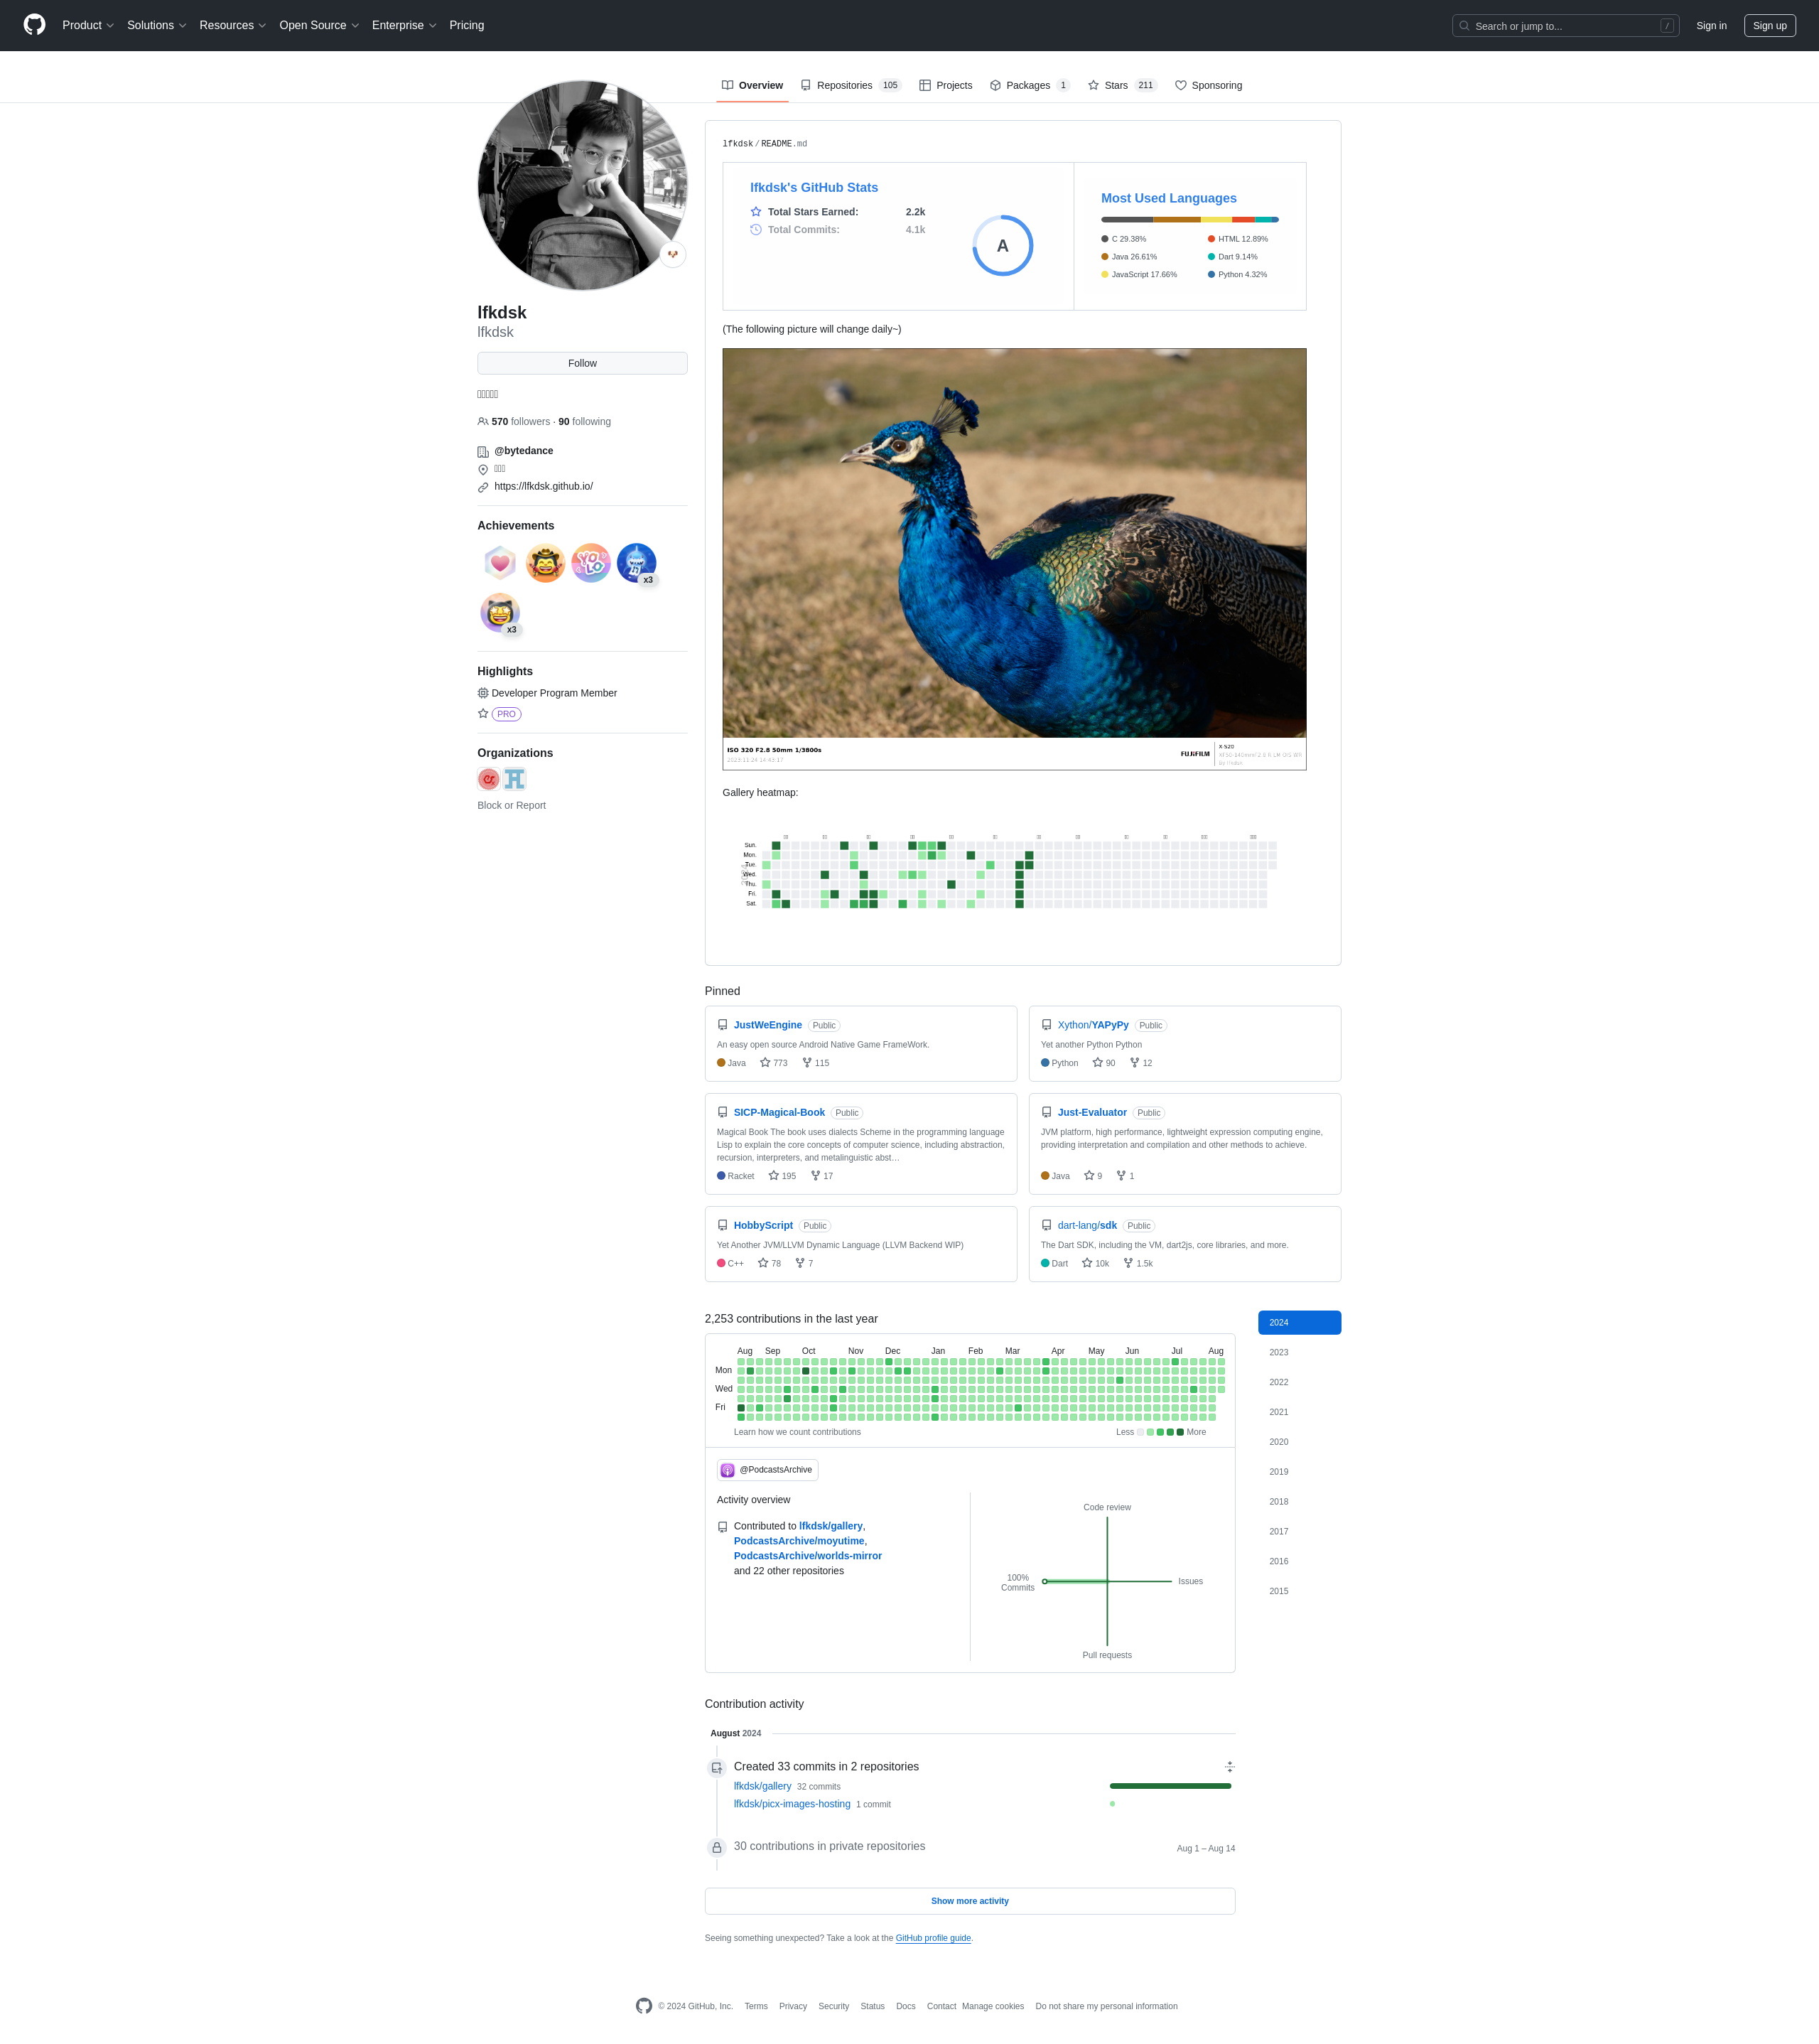 Product
Solutions
Resources
Open Source
Enterprise
Pricing
Search or jump to...
/
Sign in
Sign up
Overview
Repositories 105
Projects
Packages 1
Stars 211
Sponsoring
lfkdsk
lfkdsk
Follow
570 followers · 90 following
@bytedance
https://lfkdsk.github.io/
Achievements
YOLO
x3
x3
Highlights
Developer Program Member
PRO
Organizations
Block or Report
lfkdsk / README.md
lfkdsk's GitHub Stats
Total Stars Earned: 2.2k
Total Commits: 4.1k
A
Most Used Languages
C 29.38%
HTML 12.89%
Java 26.61%
Dart 9.14%
JavaScript 17.66%
Python 4.32%
(The following picture will change daily~)
ISO 320 F2.8 50mm 1/3800s
2023:11:24 14:43:17
FUJIFILM
X-S20
Gallery heatmap:
Sun.
Mon.
Tue.
Wed.
Thu.
Fri.
Sat.
Pinned
JustWeEngine Public
An easy open source Android Native Game FrameWork.
Java 773 115
Xython/YAPyPy Public
Yet another Python Python
Python 90 12
SICP-Magical-Book Public
Magical Book The book uses dialects Scheme in the programming language
Lisp to explain the core concepts of computer science, including abstraction,
recursion, interpreters, and metalinguistic abst…
Racket 195 17
Just-Evaluator Public
JVM platform, high performance, lightweight expression computing engine,
providing interpretation and compilation and other methods to achieve.
Java 9 1
HobbyScript Public
Yet Another JVM/LLVM Dynamic Language (LLVM Backend WIP)
C++ 78 7
dart-lang/sdk Public
The Dart SDK, including the VM, dart2js, core libraries, and more.
Dart 10k 1.5k
2,253 contributions in the last year
Aug Sep Oct Nov Dec Jan Feb Mar Apr May Jun Jul Aug
Mon
Wed
Fri
Learn how we count contributions
Less More
2024
2023
2022
2021
2020
2019
2018
2017
2016
2015
@PodcastsArchive
Activity overview
Contributed to lfkdsk/gallery,
PodcastsArchive/moyutime,
PodcastsArchive/worlds-mirror
and 22 other repositories
Code review
100%
Commits
Issues
Pull requests
Contribution activity
August 2024
Created 33 commits in 2 repositories
lfkdsk/gallery 32 commits
lfkdsk/picx-images-hosting 1 commit
30 contributions in private repositories
Aug 1 – Aug 14
Show more activity
Seeing something unexpected? Take a look at the GitHub profile guide.
© 2024 GitHub, Inc.
Terms
Privacy
Security
Status
Docs
Contact
Manage cookies
Do not share my personal information